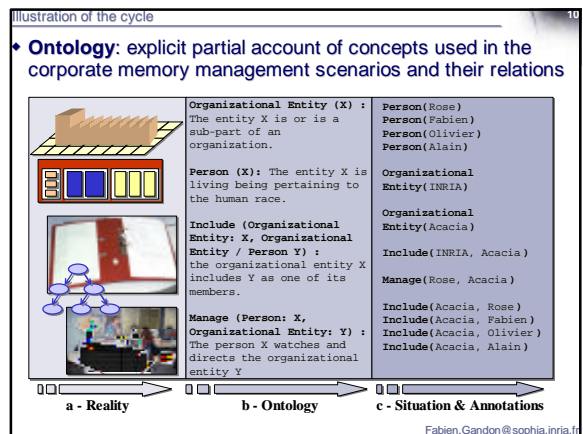 Illustration of the cycle
10
◆ Ontology: explicit partial account of concepts used in the
corporate memory management scenarios and their relations
Organizational Entity (X) :
The entity X is or is a
sub-part of an
organization.
Person (X): The entity X is
living being pertaining to
the human race.
Include (Organizational
Entity: X, Organizational
Entity / Person Y) :
the organizational entity X
includes Y as one of its
members.
Manage (Person: X,
Organizational Entity: Y) :
The person X watches and
directs the organizational
entity Y
Person(Rose)
Person(Fabien)
Person(Olivier)
Person(Alain)
Organizational
Entity(INRIA)
Organizational
Entity(Acacia)
Include(INRIA, Acacia)
Manage(Rose, Acacia)
Include(Acacia, Rose)
Include(Acacia, Fabien)
Include(Acacia, Olivier)
Include(Acacia, Alain)
a - Reality
b - Ontology
c - Situation & Annotations
Fabien.Gandon@sophia.inria.fr